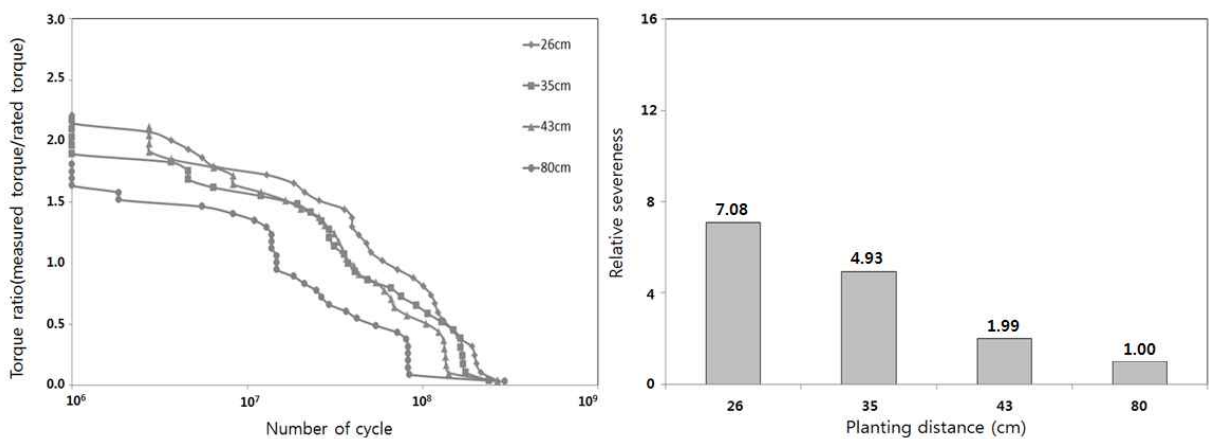 Torque ratio(measured torque/rated torque)
3.0
2.5
2.0
1.5
1.0
0.5
0.0
26cm
35cm
43cm
80cm
10⁶ 10⁷ 10⁸ 10⁹
Number of cycle
Relative severeness
16
12
8
4
0
7.08
4.93
1.99
1.00
26 35 43 80
Planting distance (cm)